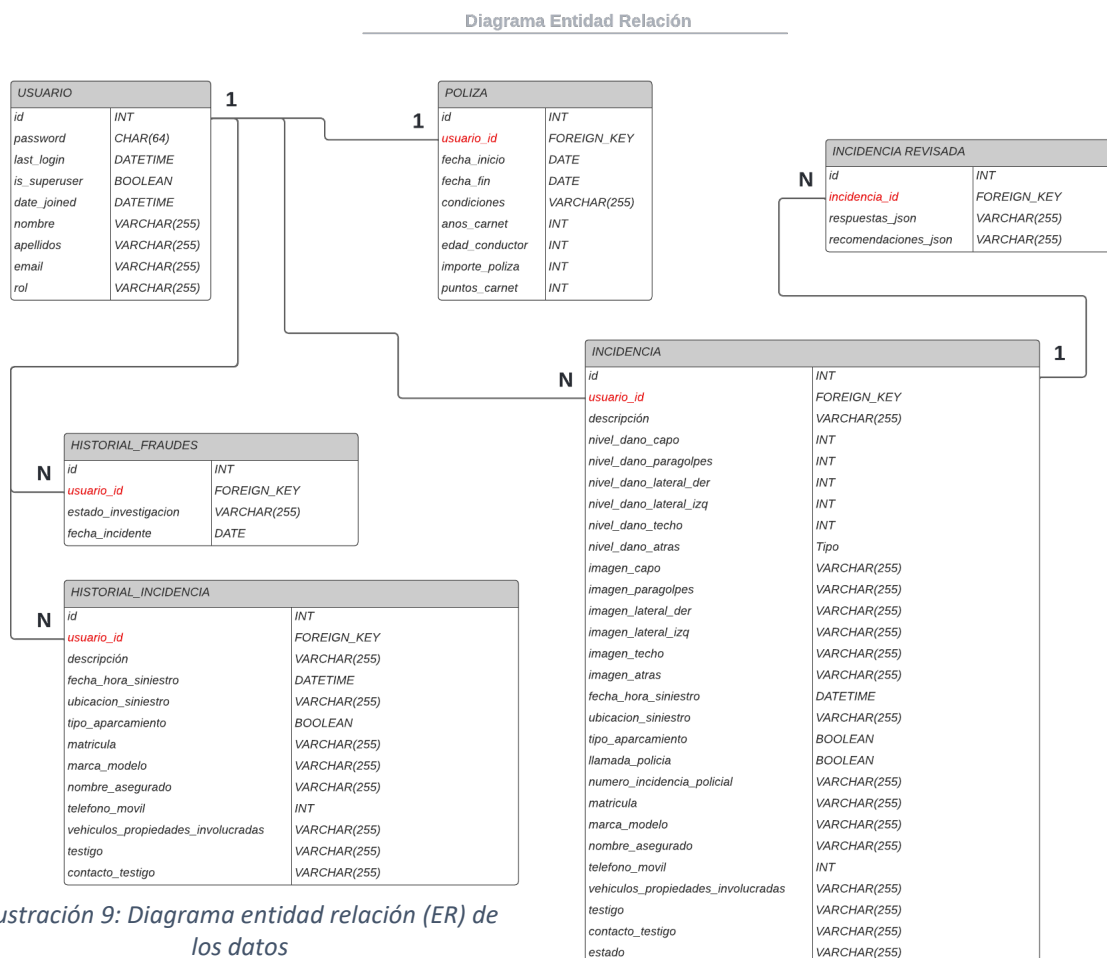 Diagrama Entidad Relación
USUARIO
id INT
password CHAR(64)
last_login DATETIME
is_superuser BOOLEAN
date_joined DATETIME
nombre VARCHAR(255)
apellidos VARCHAR(255)
email VARCHAR(255)
rol VARCHAR(255)
1
1
POLIZA
id INT
usuario_id FOREIGN_KEY
fecha_inicio DATE
fecha_fin DATE
condiciones VARCHAR(255)
anos_carnet INT
edad_conductor INT
importe_poliza INT
puntos_carnet INT
N
INCIDENCIA REVISADA
id INT
incidencia_id FOREIGN_KEY
respuestas_json VARCHAR(255)
recomendaciones_json VARCHAR(255)
1
N
INCIDENCIA
id INT
usuario_id FOREIGN_KEY
descripción VARCHAR(255)
nivel_dano_capo INT
nivel_dano_paragolpes INT
nivel_dano_lateral_der INT
nivel_dano_lateral_izq INT
nivel_dano_techo INT
nivel_dano_atras Tipo
imagen_capo VARCHAR(255)
imagen_paragolpes VARCHAR(255)
imagen_lateral_der VARCHAR(255)
imagen_lateral_izq VARCHAR(255)
imagen_techo VARCHAR(255)
imagen_atras VARCHAR(255)
fecha_hora_siniestro DATETIME
ubicacion_siniestro VARCHAR(255)
tipo_aparcamiento BOOLEAN
llamada_policia BOOLEAN
numero_incidencia_policial VARCHAR(255)
matricula VARCHAR(255)
marca_modelo VARCHAR(255)
nombre_asegurado VARCHAR(255)
telefono_movil INT
vehiculos_propiedades_involucradas VARCHAR(255)
testigo VARCHAR(255)
contacto_testigo VARCHAR(255)
estado VARCHAR(255)
N
HISTORIAL_FRAUDES
id INT
usuario_id FOREIGN_KEY
estado_investigacion VARCHAR(255)
fecha_incidente DATE
N
HISTORIAL_INCIDENCIA
id INT
usuario_id FOREIGN_KEY
descripción VARCHAR(255)
fecha_hora_siniestro DATETIME
ubicacion_siniestro VARCHAR(255)
tipo_aparcamiento BOOLEAN
matricula VARCHAR(255)
marca_modelo VARCHAR(255)
nombre_asegurado VARCHAR(255)
telefono_movil INT
vehiculos_propiedades_involucradas VARCHAR(255)
testigo VARCHAR(255)
contacto_testigo VARCHAR(255)
ustración 9: Diagrama entidad relación (ER) de
los datos